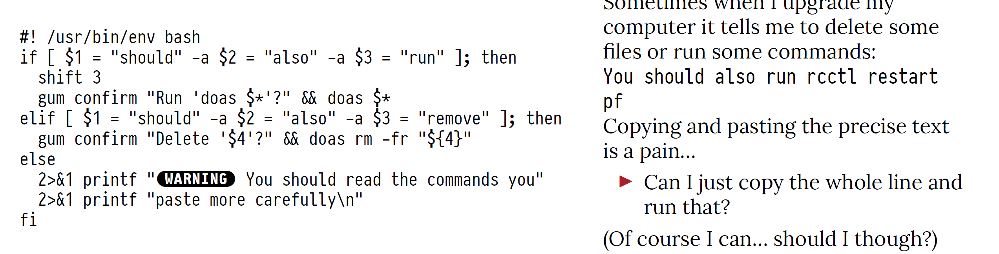 #! /usr/bin/env bash
if [ $1 = "should" -a $2 = "also" -a $3 = "run" ]; then
  shift 3
  gum confirm "Run 'doas $*'?" && doas $*
elif [ $1 = "should" -a $2 = "also" -a $3 = "remove" ]; then
  gum confirm "Delete '$4'?" && doas rm -fr "${4}"
else
  2>&1 printf "WARNING You should read the commands you"
  2>&1 printf "paste more carefully\n"
fi
Sometimes when I upgrade my
computer it tells me to delete some
files or run some commands:
You should also run rcctl restart
pf
Copying and pasting the precise text
is a pain...
▶ Can I just copy the whole line and
run that?
(Of course I can... should I though?)